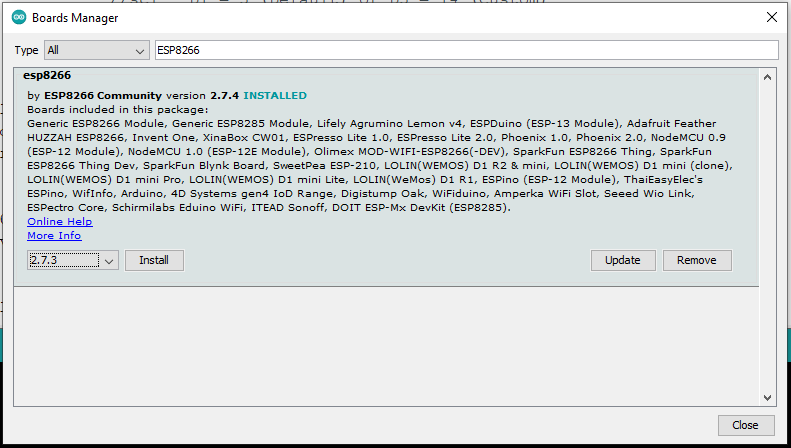 Boards Manager
Type All ESP8266
esp8266
by ESP8266 Community version 2.7.4 INSTALLED
Boards included in this package:
Generic ESP8266 Module, Generic ESP8285 Module, Lifely Agrumino Lemon v4, ESPDuino (ESP-13 Module), Adafruit Feather
HUZZAH ESP8266, Invent One, XinaBox CW01, ESPresso Lite 1.0, ESPresso Lite 2.0, Phoenix 1.0, Phoenix 2.0, NodeMCU 0.9
(ESP-12 Module), NodeMCU 1.0 (ESP-12E Module), Olimex MOD-WIFI-ESP8266(-DEV), SparkFun ESP8266 Thing, SparkFun
ESP8266 Thing Dev, SparkFun Blynk Board, SweetPea ESP-210, LOLIN(WEMOS) D1 R2 & mini, LOLIN(WEMOS) D1 mini (clone),
LOLIN(WEMOS) D1 mini Pro, LOLIN(WEMOS) D1 mini Lite, LOLIN(WeMos) D1 R1, ESPino (ESP-12 Module), ThaiEasyElec's
ESPino, WifInfo, Arduino, 4D Systems gen4 IoD Range, Digistump Oak, WiFiduino, Amperka WiFi Slot, Seeed Wio Link,
ESPectro Core, Schirmilabs Eduino WiFi, ITEAD Sonoff, DOIT ESP-Mx DevKit (ESP8285).
Online Help
More Info
2.7.3 Install Update Remove
Close